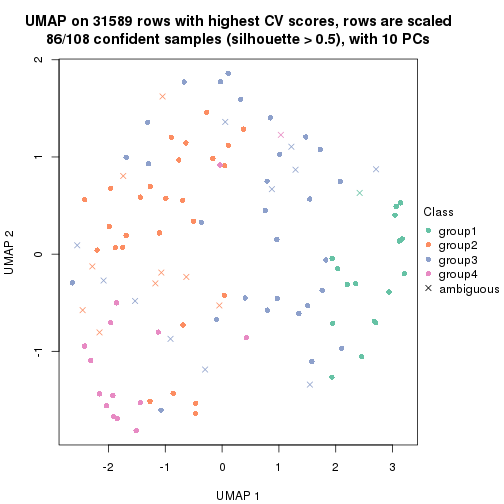 UMAP on 31589 rows with highest CV scores, rows are scaled
86/108 confident samples (silhouette > 0.5), with 10 PCs
2
1
0
-1
UMAP 2
-2
-1
0
1
2
3
UMAP 1
Class
group1
group2
group3
group4
ambiguous